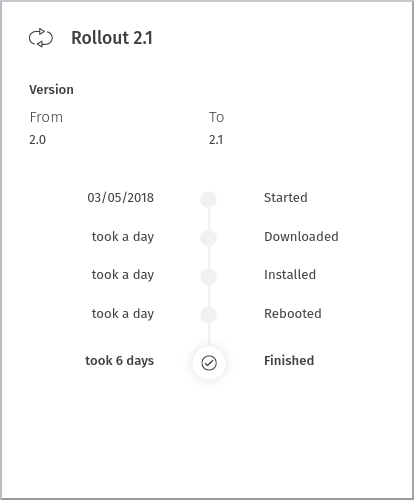 Rollout 2.1
Version
From To
2.0 2.1
03/05/2018 Started
took a day Downloaded
took a day Installed
took a day Rebooted
took 6 days Finished